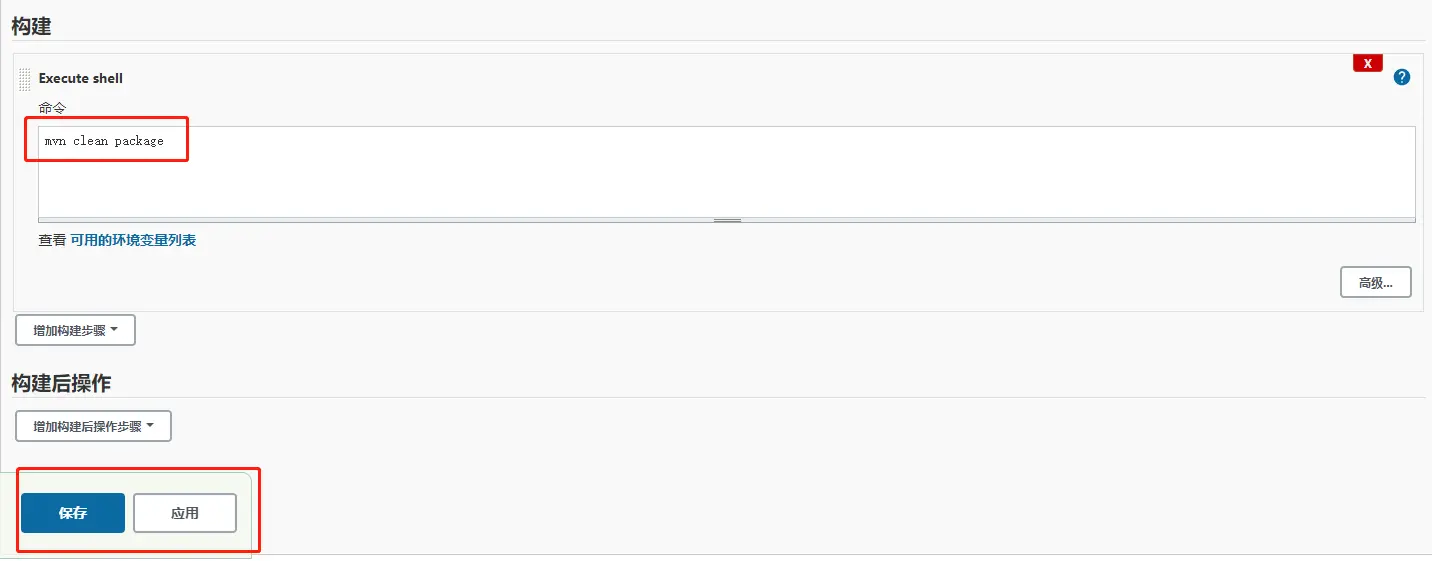 构建
X
Execute shell
?
命令
mvn clean package
查看 可用的环境变量列表
高级...
增加构建步骤
构建后操作
增加构建后操作步骤
保存 应用